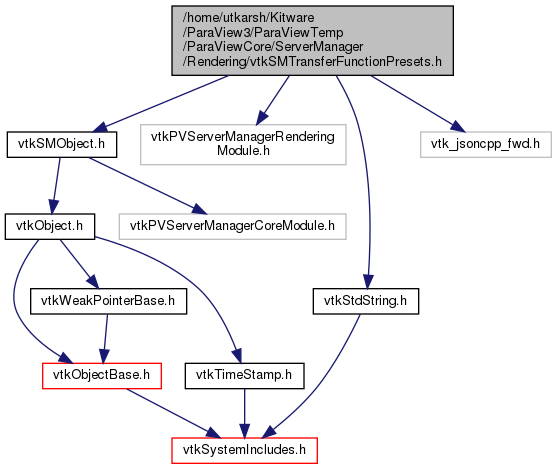 /home/utkarsh/Kitware
/ParaView3/ParaViewTemp
/ParaViewCore/ServerManager
/Rendering/vtkSMTransferFunctionPresets.h
vtkSMObject.h
vtkPVServerManagerRendering
Module.h
vtk_jsoncpp_fwd.h
vtkObject.h
vtkPVServerManagerCoreModule.h
vtkWeakPointerBase.h
vtkStdString.h
vtkObjectBase.h
vtkTimeStamp.h
vtkSystemIncludes.h